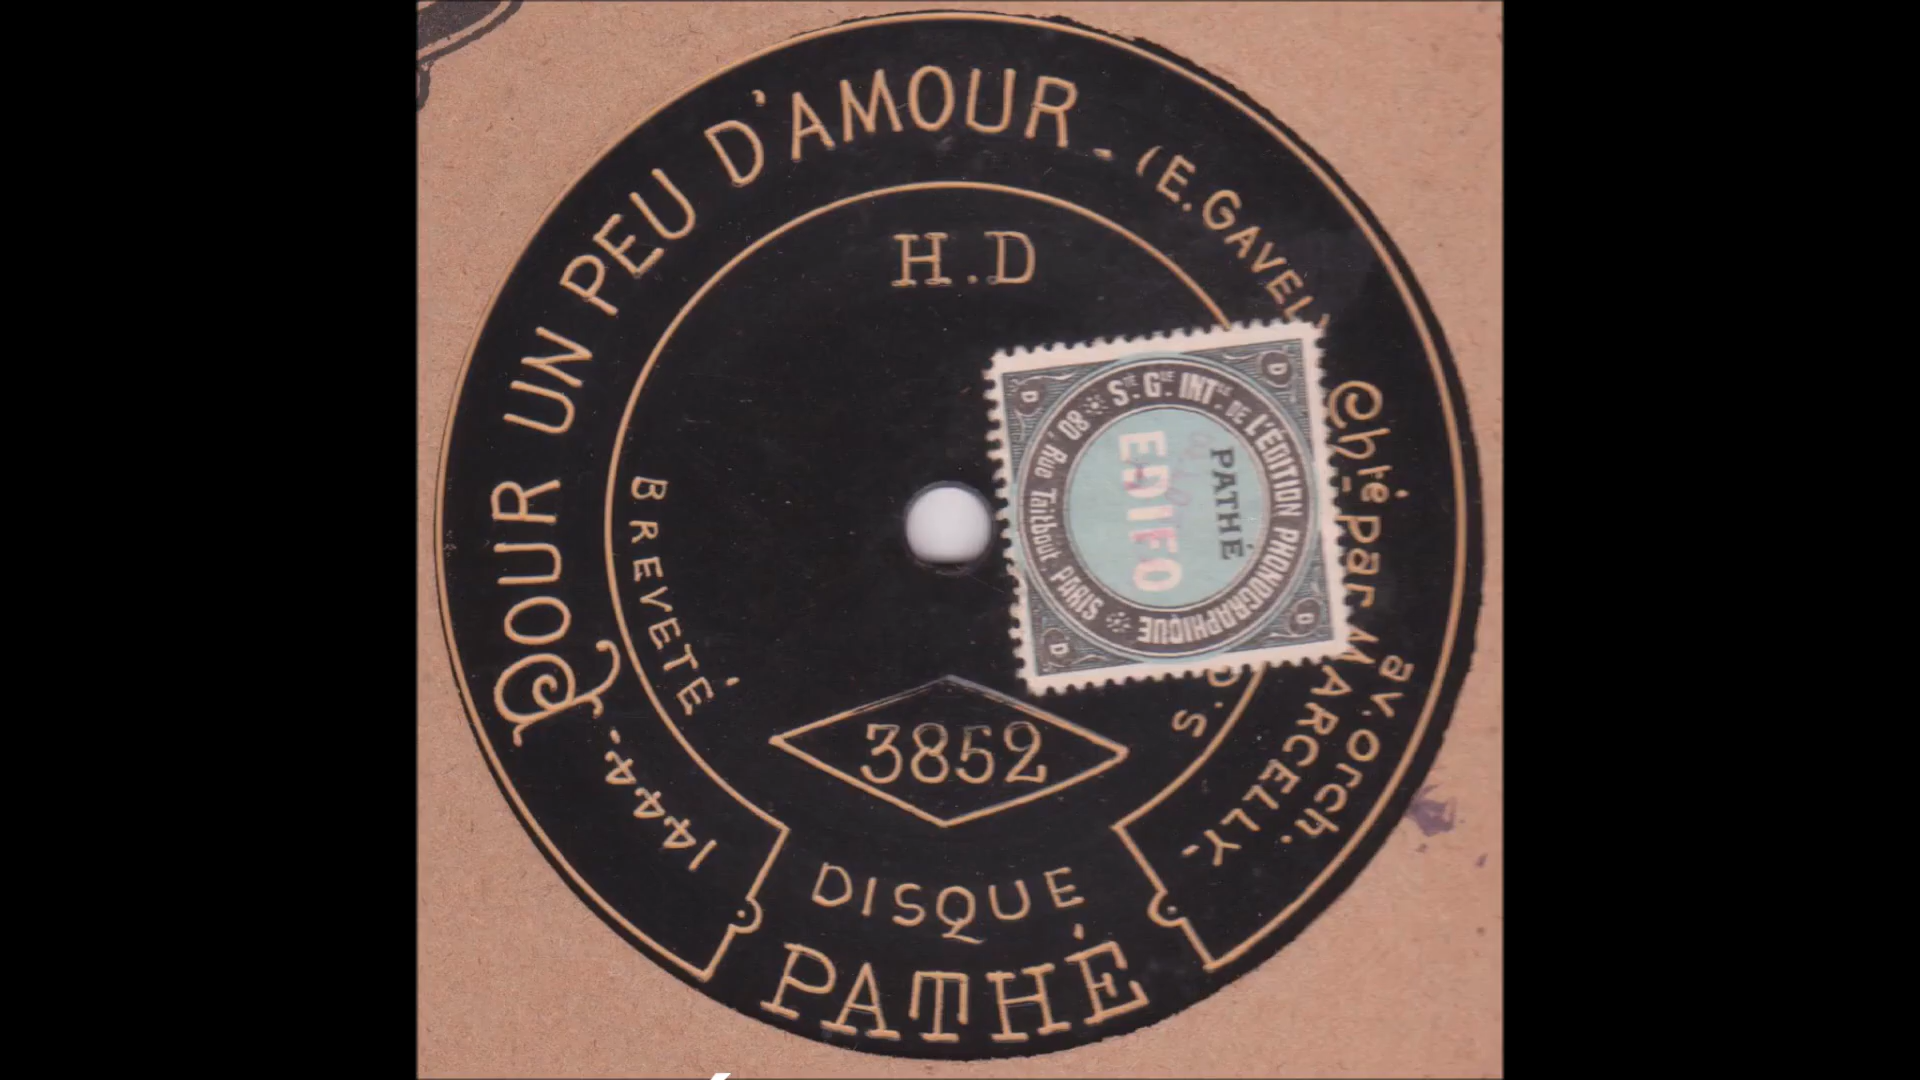 POUR UN PEU D'AMOUR - (E. GAVEL
Chté par MARCELLY.
av. orch.
1444.
H.D
BREVETÉ
S
3852
DISQUE
PATHÉ
Sté Gle INTle DE L'ÉDITION PHONOGRAPHIQUE
80, Rue Taitbout, PARIS
PATHÉ
EDIFO
D
D
D
D